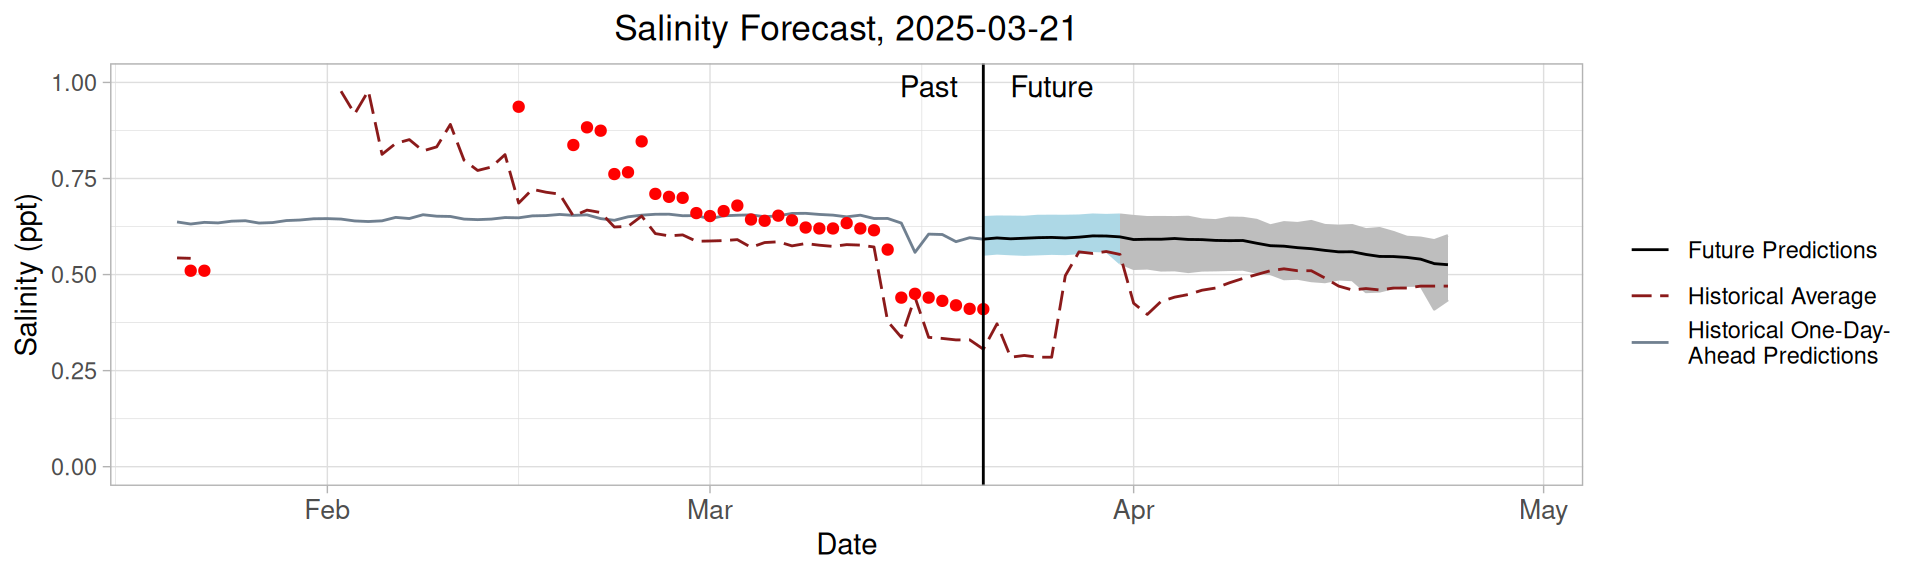 Salinity Forecast, 2025-03-21
Past
Future
1.00
0.75
0.50
0.25
0.00
Salinity (ppt)
Feb
Mar
Apr
May
Date
Future Predictions
Historical Average
Historical One-Day-
Ahead Predictions